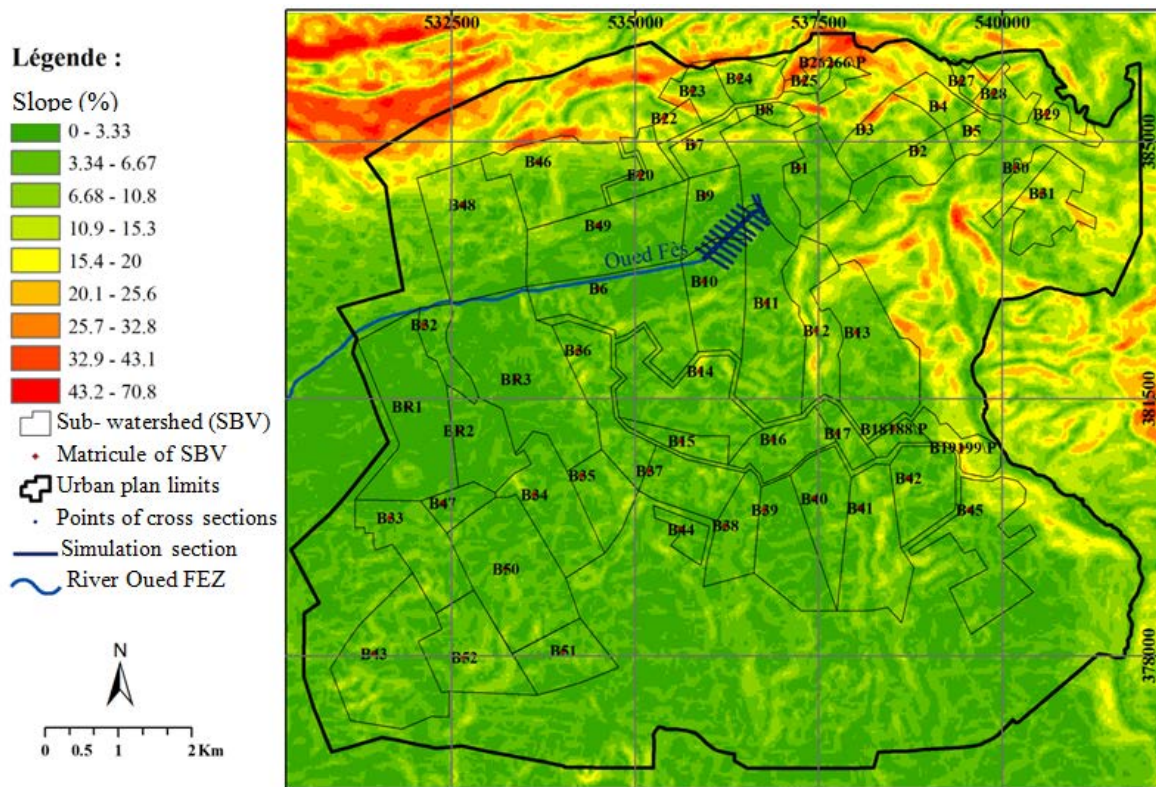 Légende :
Slope (%)
0 - 3.33
3.34 - 6.67
6.68 - 10.8
10.9 - 15.3
15.4 - 20
20.1 - 25.6
25.7 - 32.8
32.9 - 43.1
43.2 - 70.8
Sub- watershed (SBV)
Matricule of SBV
Urban plan limits
Points of cross sections
Simulation section
River Oued FEZ
N
0 0.5 1 2 Km
532500 535000 537500 540000
385000
381500
378000
B24
B25
B27
B23
B28
B8
B4
B29
B22
B3
B5
B7
B2
B46
B1
B30
B48
B9
B31
B49
Oued Fès
B6
B10
B11
B32
B12
B13
B36
BR3
B14
BR1
BR2
B15
B16
B17
B18188\P
B19199\P
B35
B37
B34
B42
B47
B33
B44
B38
B39
B40
B41
B45
B50
B43
B52
B51